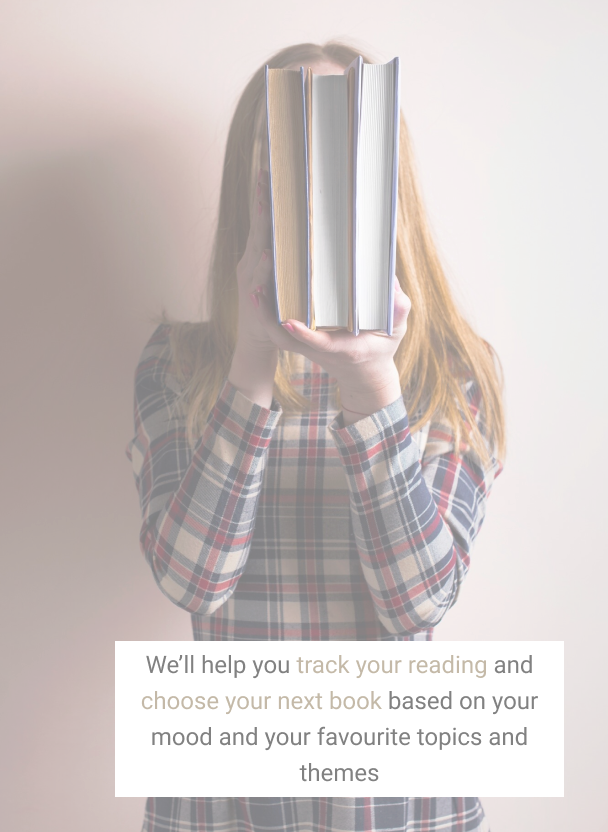 We’ll help you track your reading and
choose your next book based on your
mood and your favourite topics and
themes